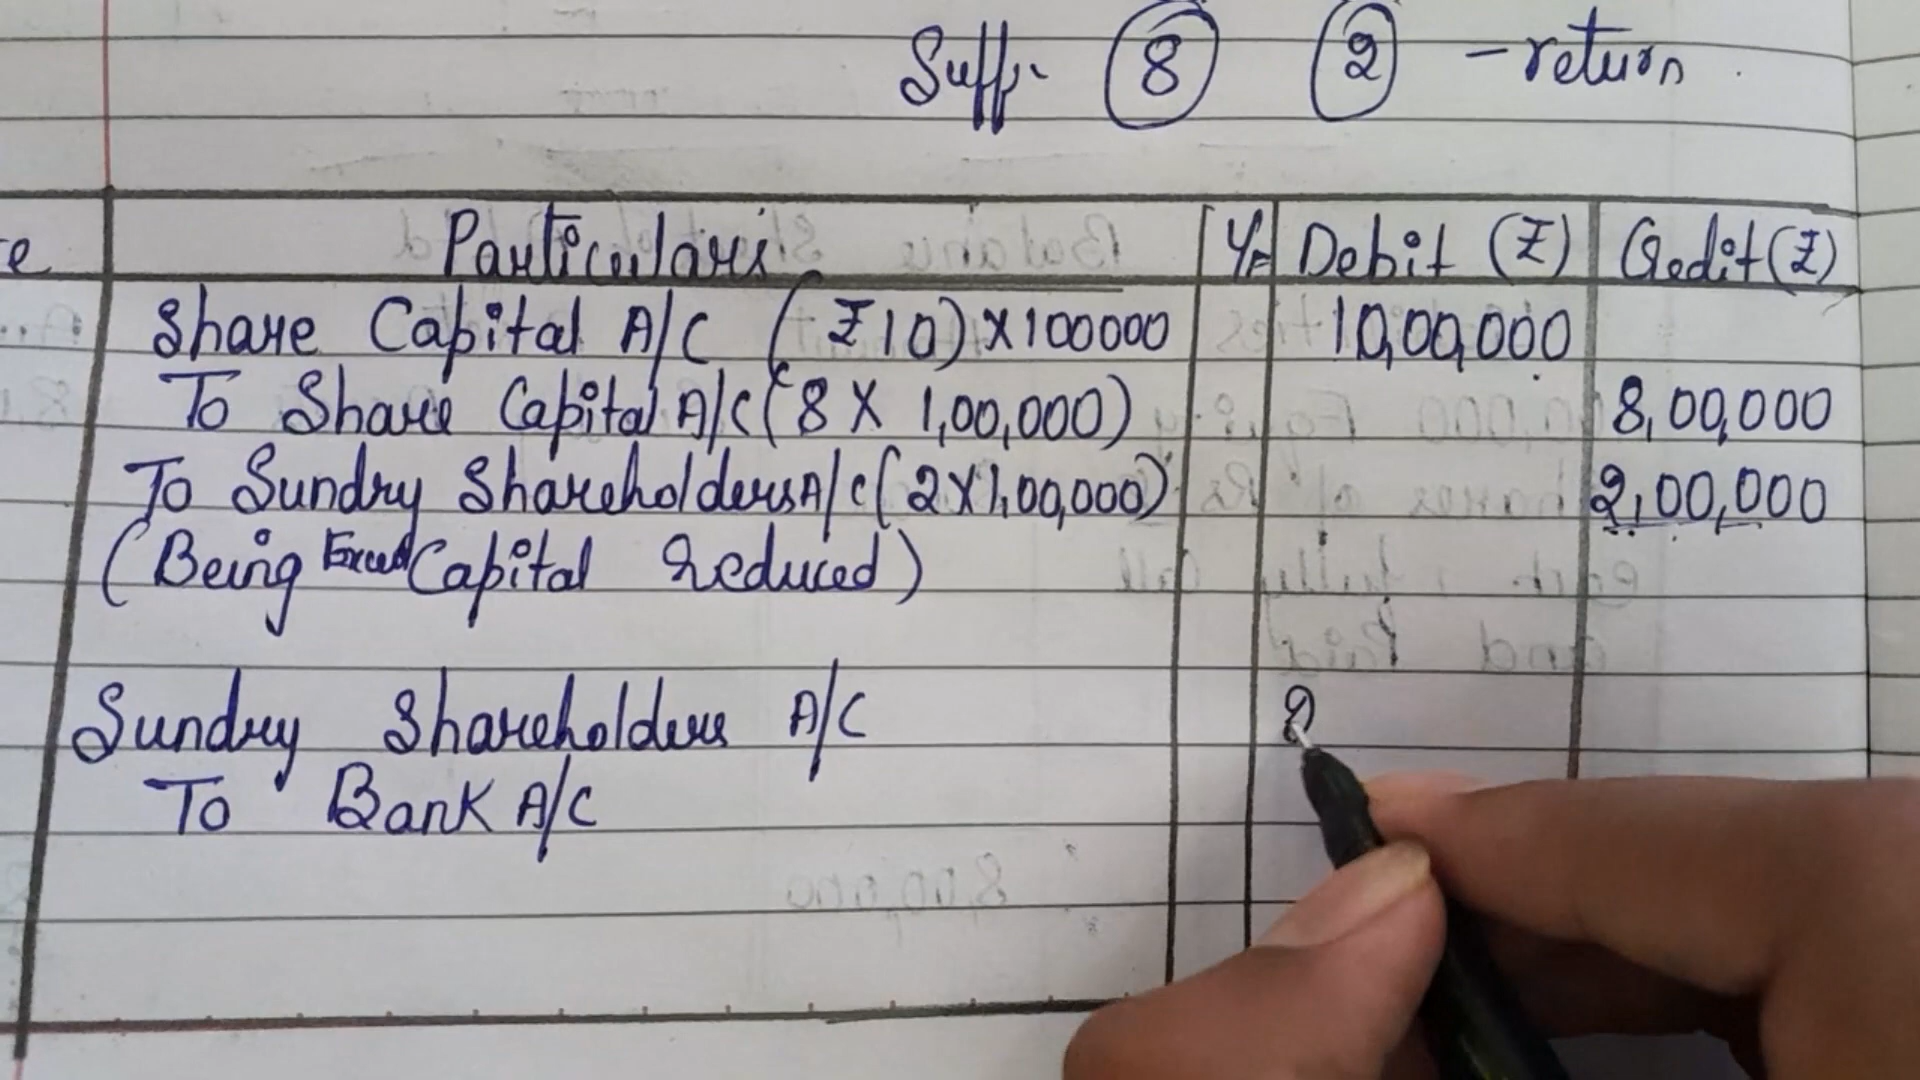 Suff. 8 2 - return
e Particulars L/F Debit (₹) Credit (₹)
Share Capital A/C (₹10) × 100000 10,00,000
To Share Capital A/C (8 × 1,00,000) 8,00,000
To Sundry Shareholders A/C (2×1,00,000) 2,00,000
(Being Excess Capital reduced)
Sundry Shareholders A/C 2
To Bank A/C